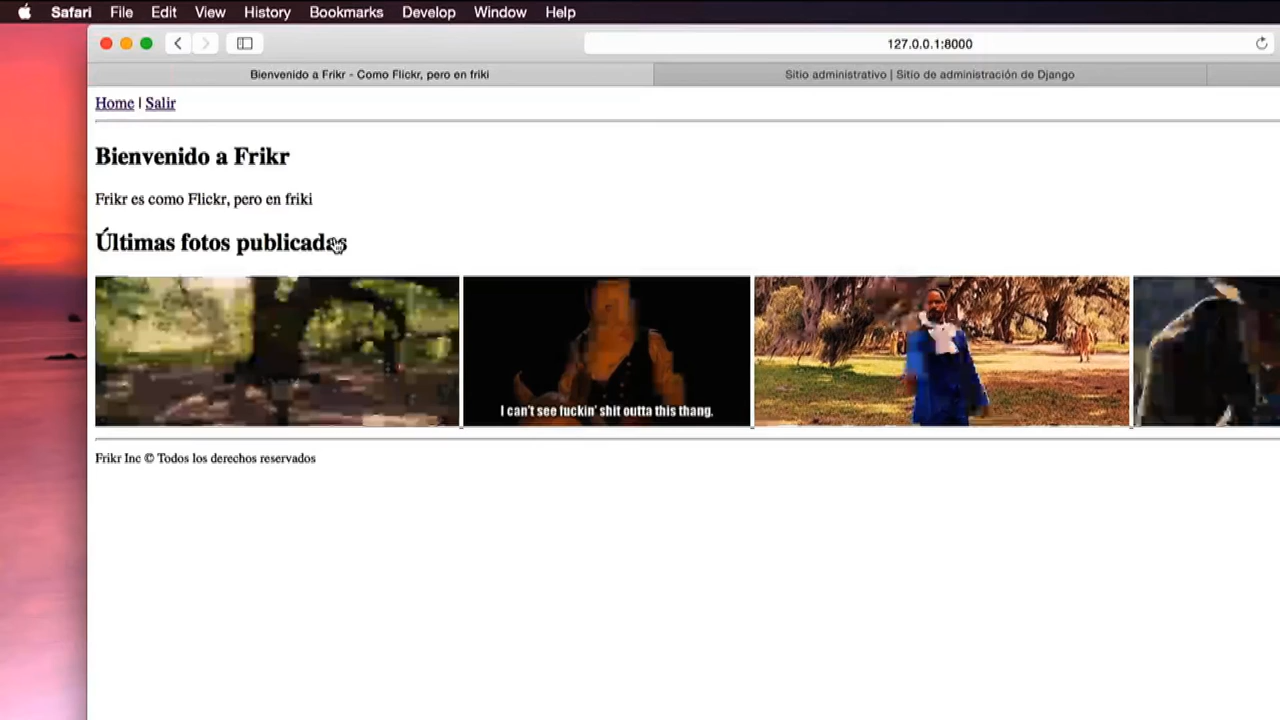 Safari File Edit View History Bookmarks Develop Window Help
127.0.0.1:8000
Bienvenido a Frikr - Como Flickr, pero en friki
Sitio administrativo | Sitio de administración de Django
Home | Salir
Bienvenido a Frikr
Frikr es como Flickr, pero en friki
Últimas fotos publicadas
I can't see fuckin' shit outta this thang.
Frikr Inc © Todos los derechos reservados